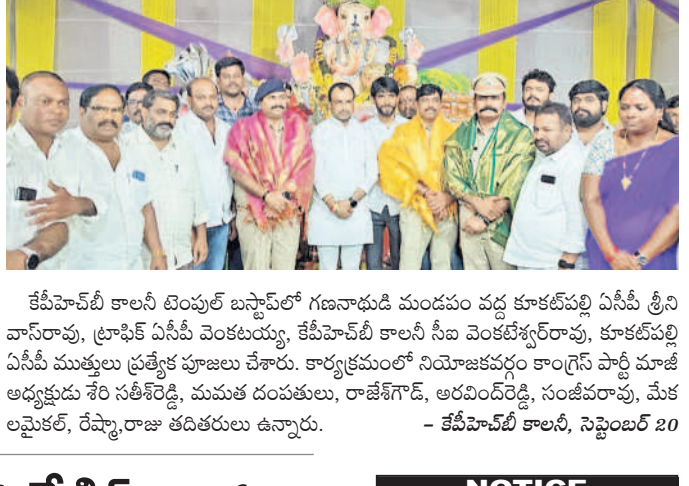 కేపీహెచ్‌బీ కాలనీ టెంపుల్ బస్టాప్‌లో గణనాథుడి మండపం వద్ద కూకట్‌పల్లి ఏసీపీ శ్రీని
వాస్‌రావు, ట్రాఫిక్ ఏసీపీ వెంకటయ్య, కేపీహెచ్‌బీ కాలనీ సీఐ వెంకటేశ్వర్‌రావు, కూకట్‌పల్లి
ఏసీపీ ముత్తులు ప్రత్యేక పూజలు చేశారు. కార్యక్రమంలో నియోజకవర్గం కాంగ్రెస్ పార్టీ మాజీ
అధ్యక్షుడు శేరి సతీశ్‌రెడ్డి, మమత దంపతులు, రాజేశ్‌గౌడ్, అరవింద్‌రెడ్డి, సంజీవరావు, మేక
లమైకల్, రేష్మా,రాజు తదితరులు ఉన్నారు.
– కేపీహెచ్‌బీ కాలనీ, సెప్టెంబర్ 20
NOTICE